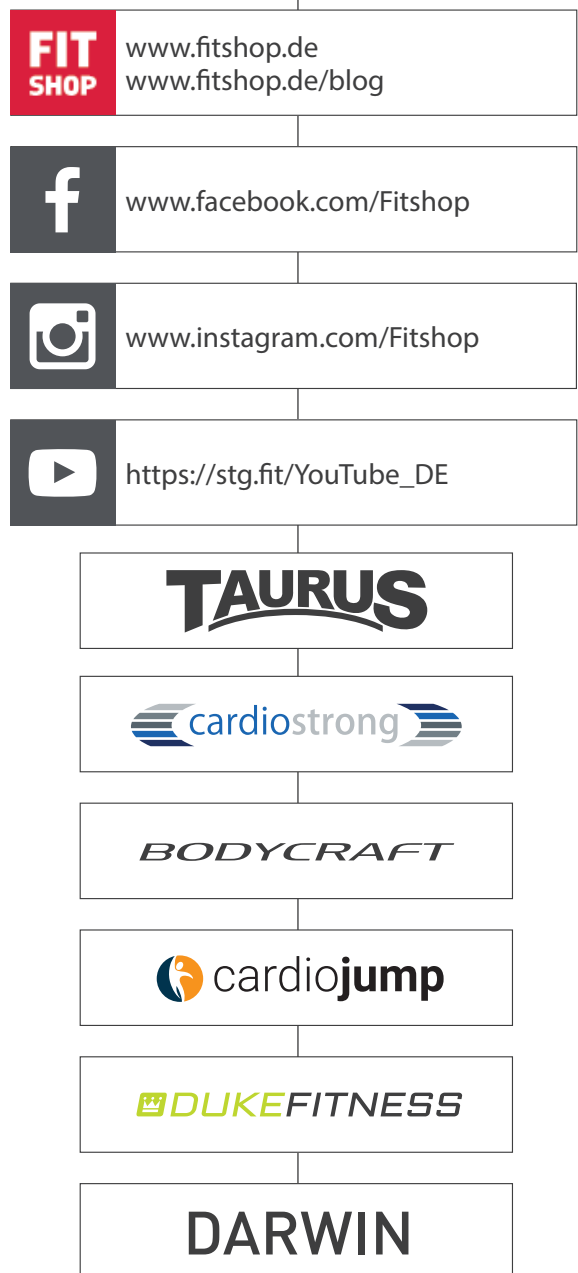 FIT
SHOP
www.fitshop.de
www.fitshop.de/blog
f
www.facebook.com/Fitshop
www.instagram.com/Fitshop
https://stg.fit/YouTube_DE
TAURUS
cardiostrong
BODYCRAFT
cardiojump
DUKEFITNESS
DARWIN